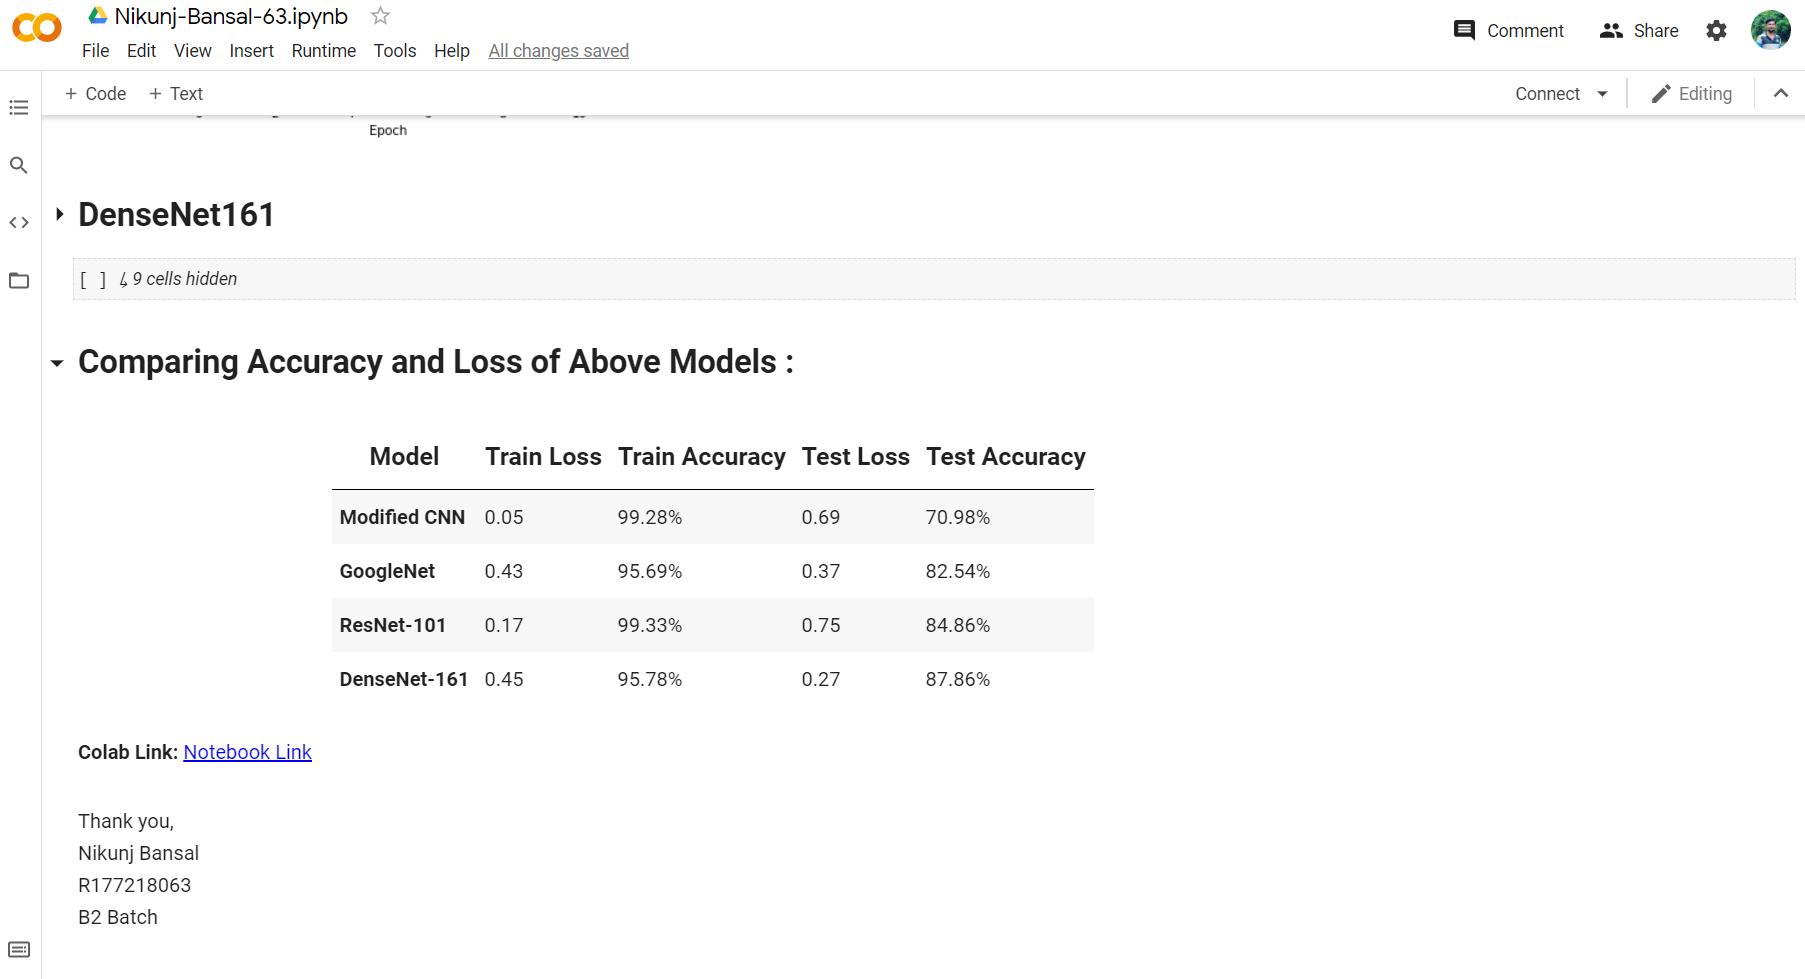 Nikunj-Bansal-63.ipynb
File Edit View Insert Runtime Tools Help All changes saved
Comment Share
+ Code + Text
Connect Editing
Epoch
DenseNet161
[ ] ↳ 9 cells hidden
Comparing Accuracy and Loss of Above Models :
Model Train Loss Train Accuracy Test Loss Test Accuracy
Modified CNN 0.05 99.28% 0.69 70.98%
GoogleNet 0.43 95.69% 0.37 82.54%
ResNet-101 0.17 99.33% 0.75 84.86%
DenseNet-161 0.45 95.78% 0.27 87.86%
Colab Link: Notebook Link
Thank you,
Nikunj Bansal
R177218063
B2 Batch